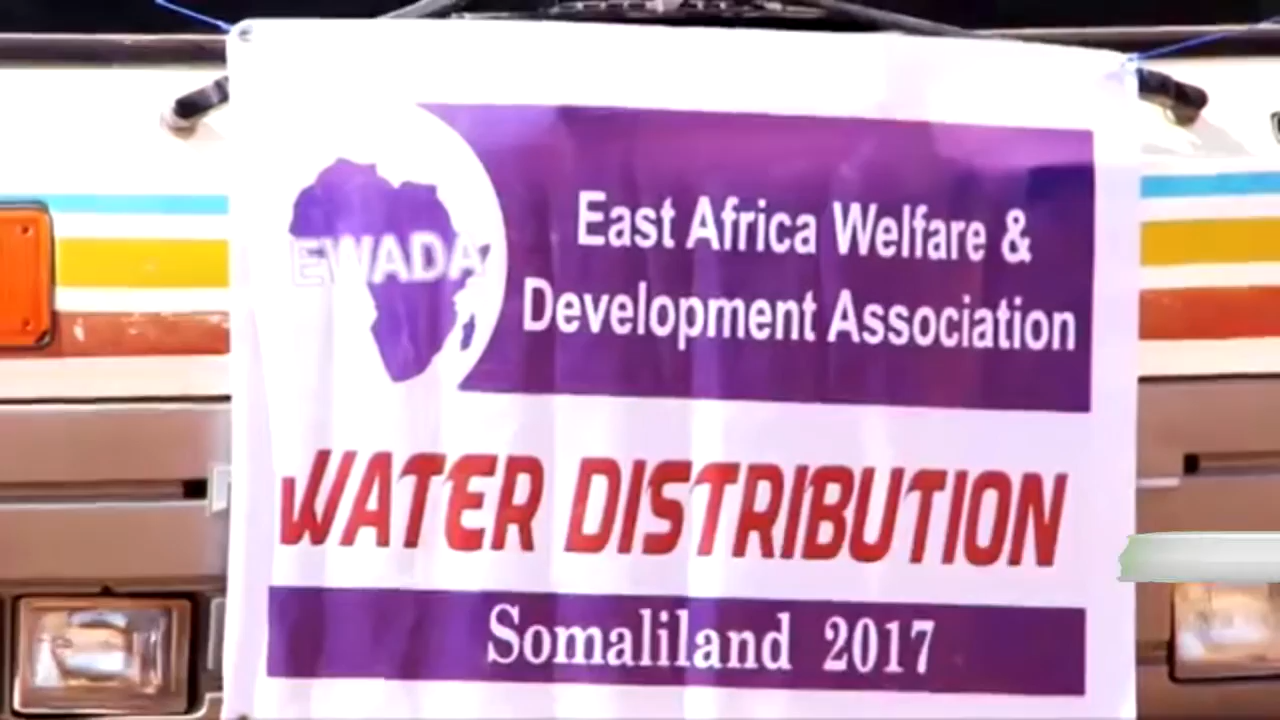 EWADA
East Africa Welfare &
Development Association
WATER DISTRIBUTION
Somaliland 2017